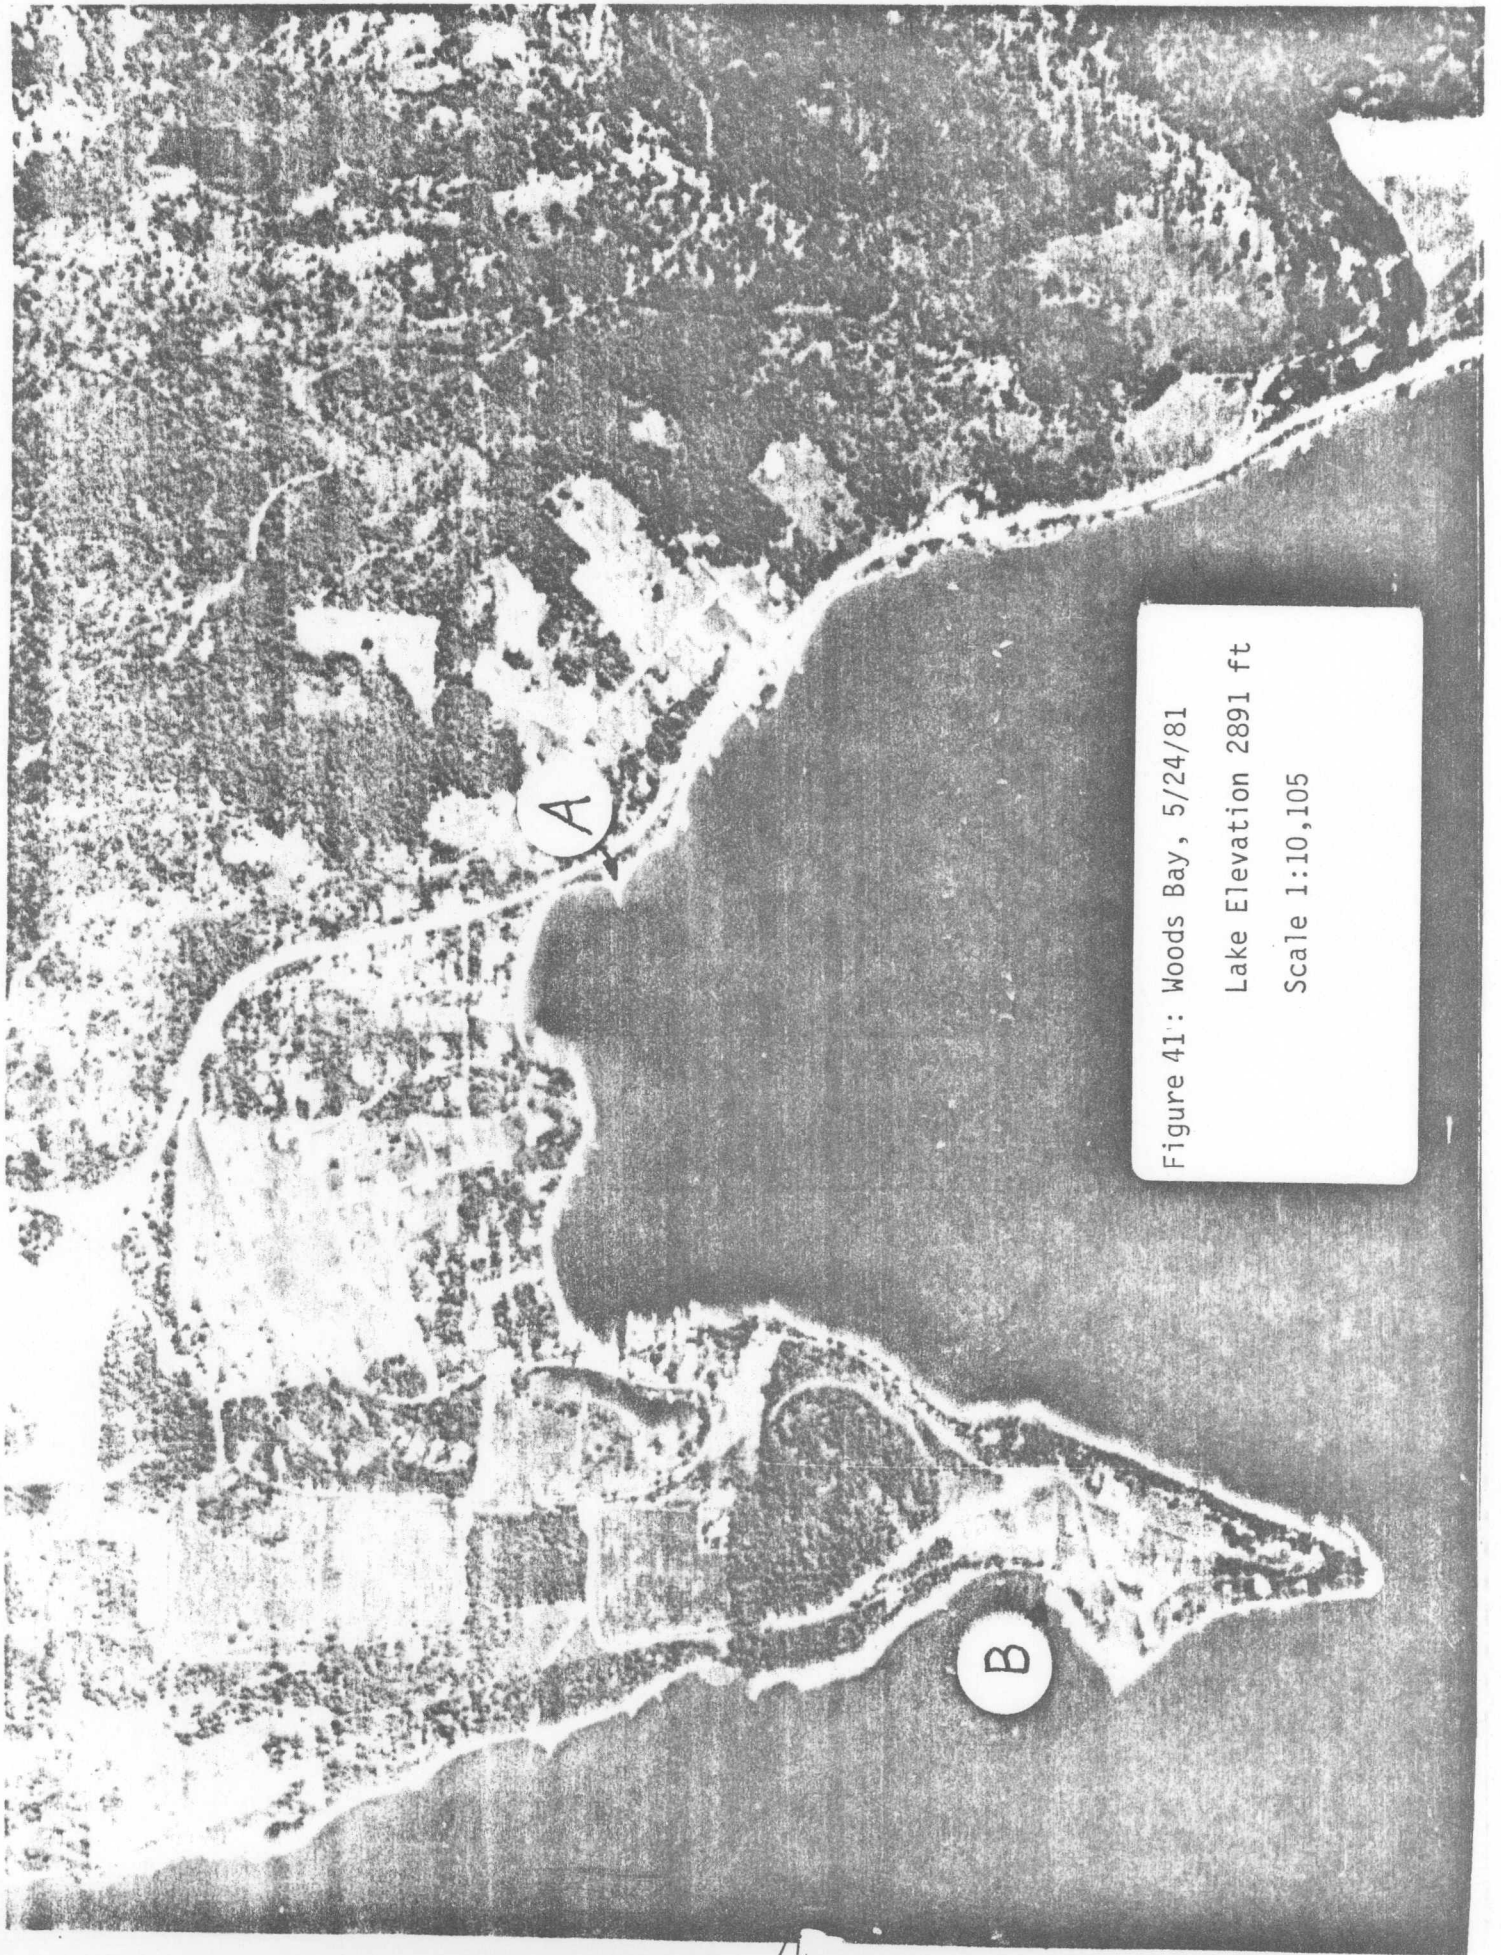 A
B
Figure 41: Woods Bay, 5/24/81
Lake Elevation 2891 ft
Scale 1:10,105